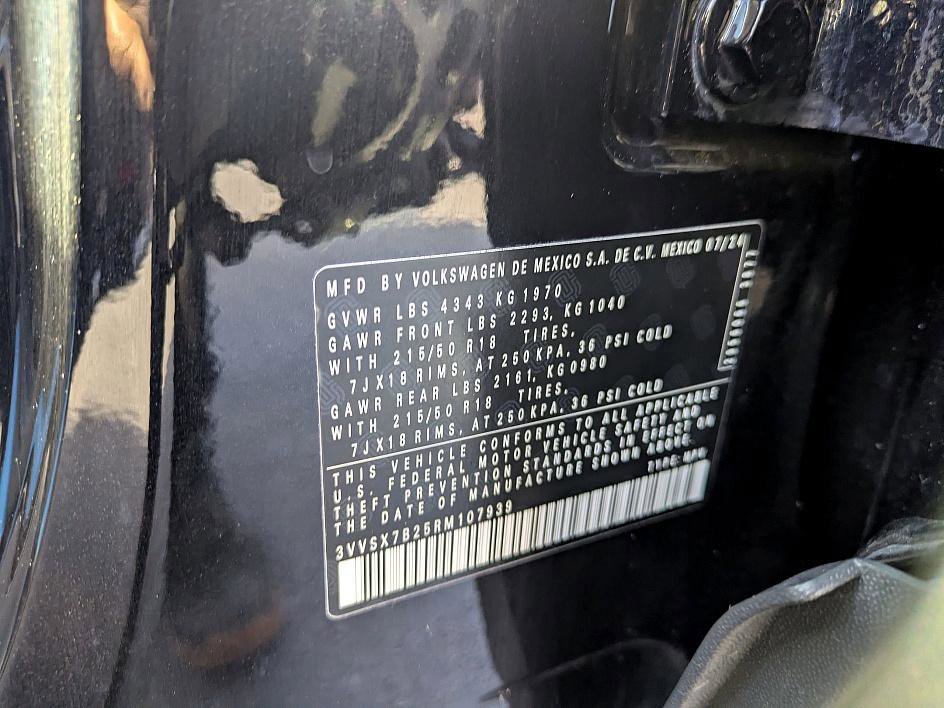 MFD BY VOLKSWAGEN DE MEXICO S.A. DE C.V. MEXICO 07/24
GVWR LBS 4343 KG 1970
GAWR FRONT LBS 2293, KG 1040
WITH 215/50 R18 TIRES,
7JX18 RIMS, AT 250 KPA, 36 PSI COLD
GAWR REAR LBS 2161, KG 0980
WITH 215/50 R18 TIRES,
7JX18 RIMS, AT 250 KPA, 36 PSI COLD
THIS VEHICLE CONFORMS TO ALL APPLICABLE
U.S. FEDERAL MOTOR VEHICLE SAFETY AND
THEFT PREVENTION STANDARDS IN EFFECT ON
THE DATE OF MANUFACTURE SHOWN ABOVE.
3VVSX7B25RM107939 TYPE: MPV